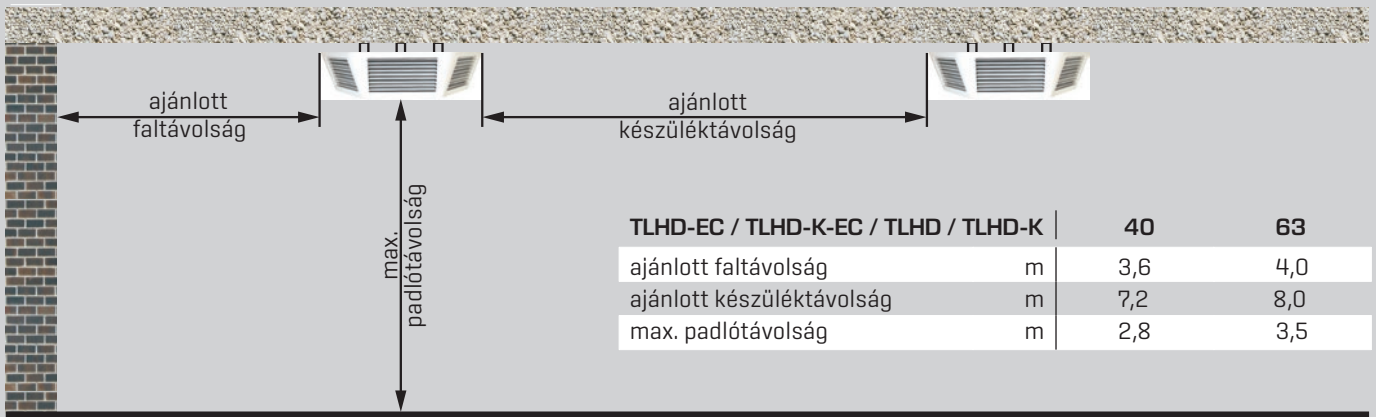 ajánlott
faltávolság
ajánlott
készüléktávolság
max.
padlótávolság
TLHD-EC / TLHD-K-EC / TLHD / TLHD-K 40 63
ajánlott faltávolság m 3,6 4,0
ajánlott készüléktávolság m 7,2 8,0
max. padlótávolság m 2,8 3,5